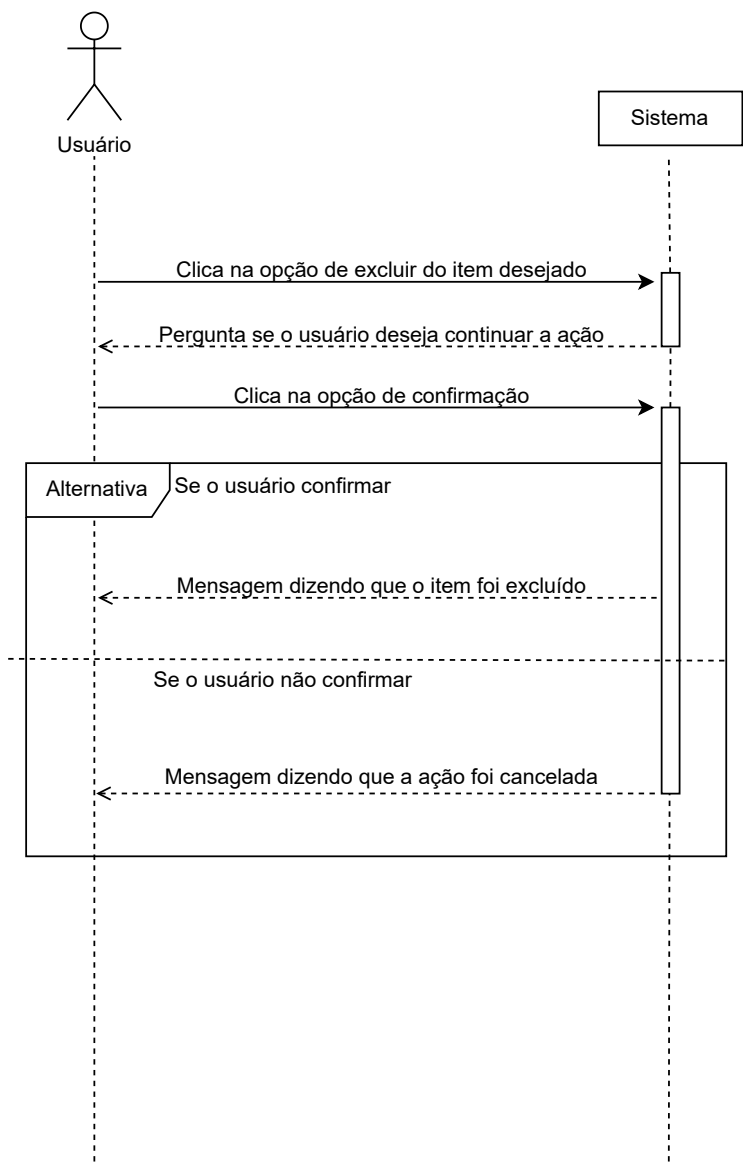 Usuário
Sistema
Clica na opção de excluir do item desejado
Pergunta se o usuário deseja continuar a ação
Clica na opção de confirmação
Alternativa
Se o usuário confirmar
Mensagem dizendo que o item foi excluído
Se o usuário não confirmar
Mensagem dizendo que a ação foi cancelada